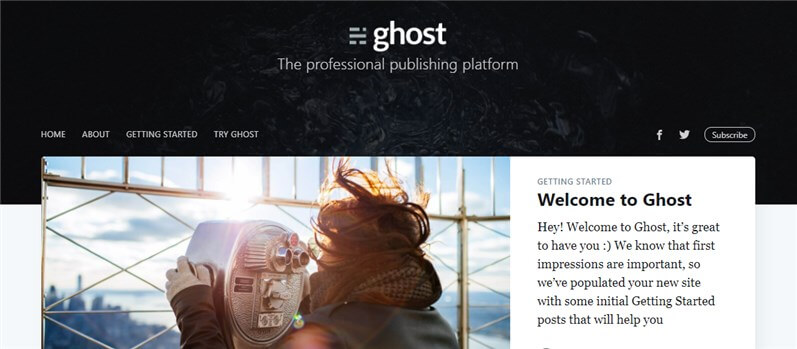 ghost
The professional publishing platform
HOME ABOUT GETTING STARTED TRY GHOST Subscribe
GETTING STARTED
Welcome to Ghost
Hey! Welcome to Ghost, it's great
to have you :) We know that first
impressions are important, so
we've populated your new site
with some initial Getting Started
posts that will help you